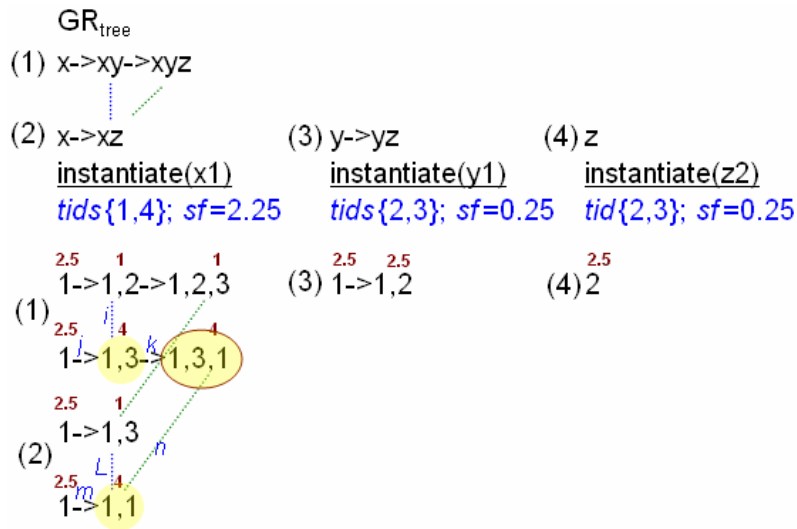 GRtree
(1) x->xy->xyz
(2) x->xz (3) y->yz (4) z
instantiate(x1) instantiate(y1) instantiate(z2)
tids{1,4}; sf=2.25 tids{2,3}; sf=0.25 tid{2,3}; sf=0.25
2.5 1 1 2.5 2.5 2.5
1->1,2->1,2,3 (3) 1->1,2 (4) 2
(1) i
2.5 4 4
j k
1->1,3->1,3,1
2.5 1
1->1,3
(2) n
L
2.5 4
m
1->1,1